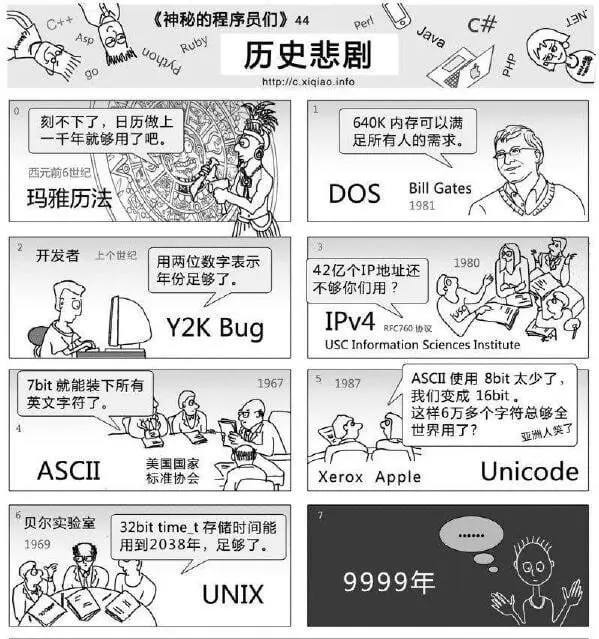 《神秘的程序员们》44
C++
Asp
go
Python
Ruby
历史悲剧
http://c.xiqiao.info
Perl
Java
C#
PHP
.NET
0
刻不下了，日历做上
一千年就够用了吧。
西元前6世纪
玛雅历法
1
640K 内存可以满
足所有人的需求。
DOS
Bill Gates
1981
2
开发者 上个世纪
用两位数字表示
年份足够了。
Y2K Bug
3
42亿个IP地址还
不够你们用？
1980
IPv4
RFC760 协议
USC Information Sciences Institute
4
7bit 就能装下所有
英文字符了。
1967
ASCII
美国国家
标准协会
5
1987
ASCII 使用 8bit 太少了，
我们变成 16bit 。
这样6万多个字符总够全
世界用了？
亚洲人笑了
Xerox Apple
Unicode
6
贝尔实验室
1969
32bit time_t 存储时间能
用到2038年，足够了。
UNIX
7
......
9999年